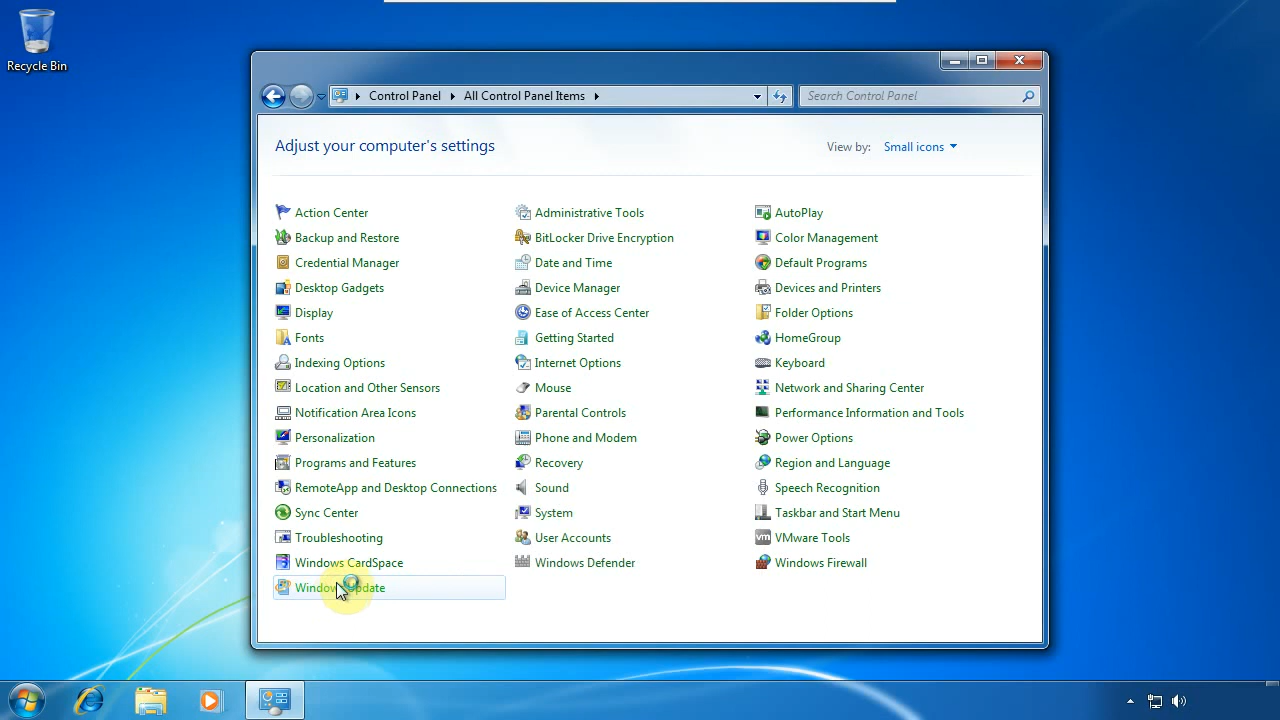 Recycle Bin
Control Panel All Control Panel Items
Search Control Panel
Adjust your computer's settings
View by: Small icons
Action Center Administrative Tools AutoPlay
Backup and Restore BitLocker Drive Encryption Color Management
Credential Manager Date and Time Default Programs
Desktop Gadgets Device Manager Devices and Printers
Display Ease of Access Center Folder Options
Fonts Getting Started HomeGroup
Indexing Options Internet Options Keyboard
Location and Other Sensors Mouse Network and Sharing Center
Notification Area Icons Parental Controls Performance Information and Tools
Personalization Phone and Modem Power Options
Programs and Features Recovery Region and Language
RemoteApp and Desktop Connections Sound Speech Recognition
Sync Center System Taskbar and Start Menu
Troubleshooting User Accounts VMware Tools
Windows CardSpace Windows Defender Windows Firewall
Windows Update